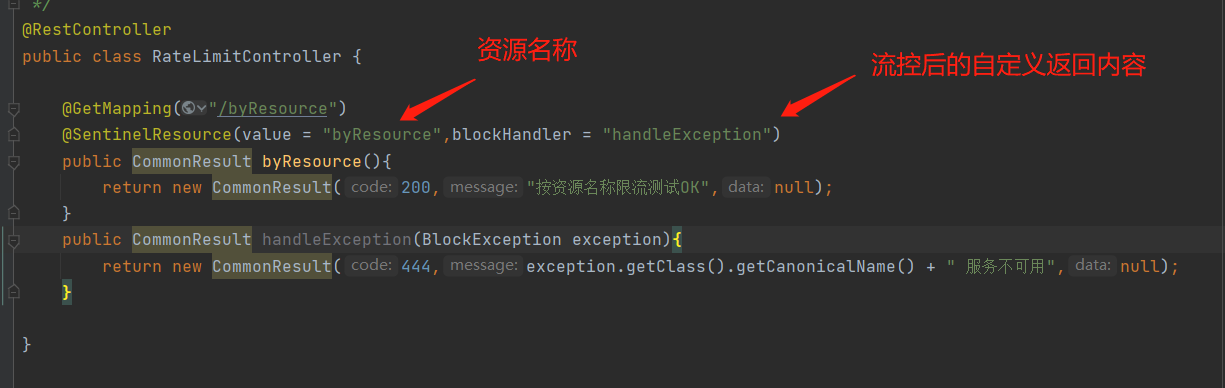 */
@RestController
public class RateLimitController {
资源名称
流控后的自定义返回内容
@GetMapping("/byResource")
@SentinelResource(value = "byResource",blockHandler = "handleException")
public CommonResult byResource(){
return new CommonResult( code: 200, message: "按资源名称限流测试OK", data: null);
}
public CommonResult handleException(BlockException exception){
return new CommonResult( code: 444, message: exception.getClass().getCanonicalName() + " 服务不可用", data: null);
}
}